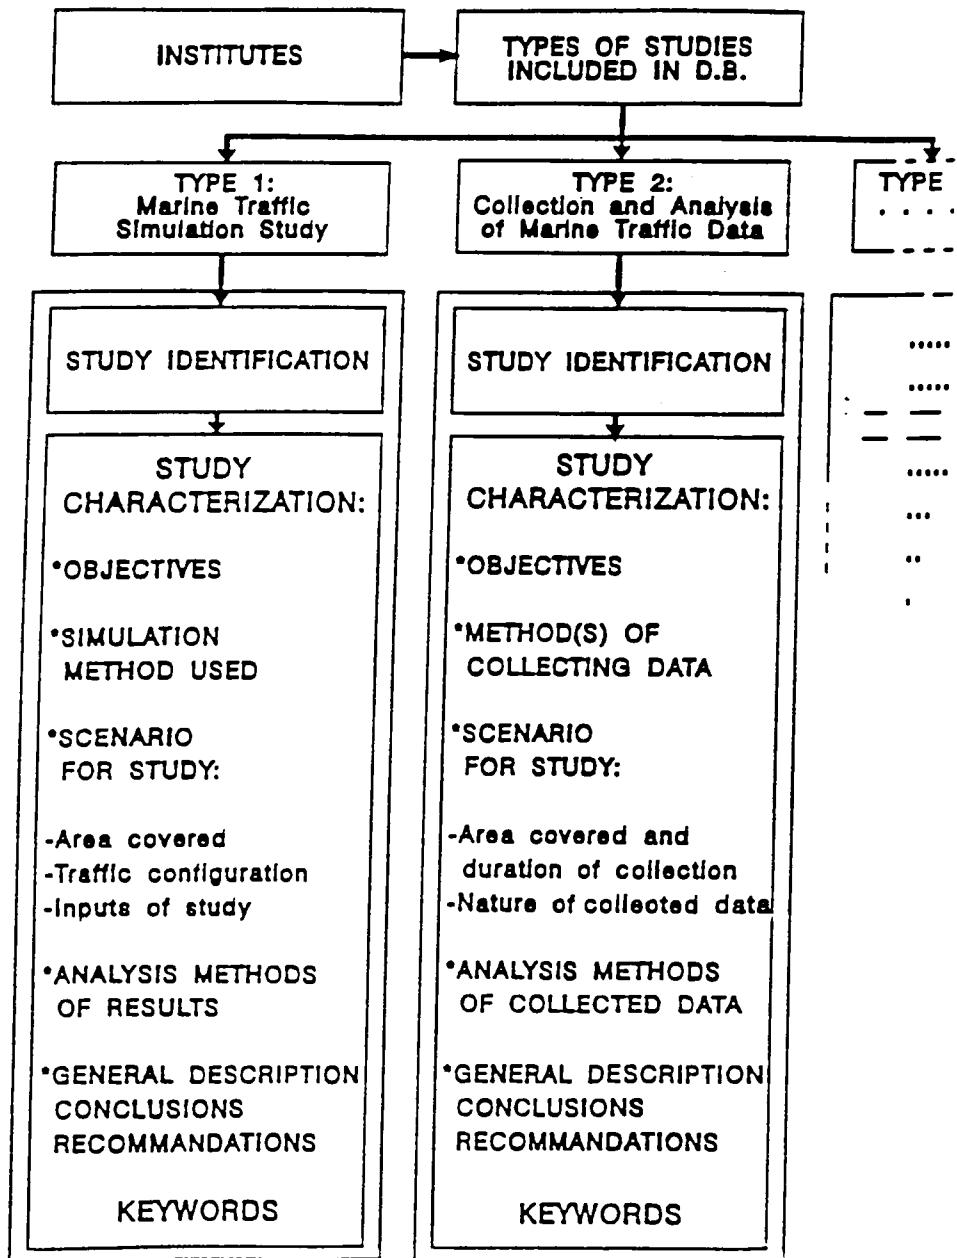 INSTITUTES
TYPES OF STUDIES
INCLUDED IN D.B.
TYPE 1:
Marine Traffic
Simulation Study
TYPE 2:
Collection and Analysis
of Marine Traffic Data
TYPE
. . . .
STUDY IDENTIFICATION
STUDY
CHARACTERIZATION:
*OBJECTIVES
*SIMULATION
METHOD USED
*SCENARIO
FOR STUDY:
-Area covered
-Traffic configuration
-Inputs of study
*ANALYSIS METHODS
OF RESULTS
*GENERAL DESCRIPTION
CONCLUSIONS
RECOMMANDATIONS
KEYWORDS
STUDY IDENTIFICATION
STUDY
CHARACTERIZATION:
*OBJECTIVES
*METHOD(S) OF
COLLECTING DATA
*SCENARIO
FOR STUDY:
-Area covered and
duration of collection
-Nature of collected data
*ANALYSIS METHODS
OF COLLECTED DATA
*GENERAL DESCRIPTION
CONCLUSIONS
RECOMMANDATIONS
KEYWORDS
.....
.....
.....
...
..
.